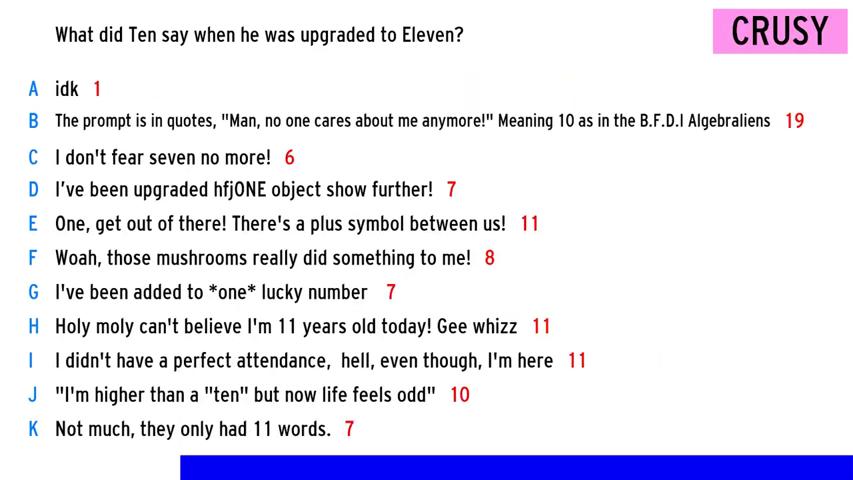 What did Ten say when he was upgraded to Eleven?
CRUSY
A idk 1
B The prompt is in quotes, "Man, no one cares about me anymore!" Meaning 10 as in the B.F.D.I Algebraliens 19
C I don't fear seven no more! 6
D I've been upgraded hfjONE object show further! 7
E One, get out of there! There's a plus symbol between us! 11
F Woah, those mushrooms really did something to me! 8
G I've been added to *one* lucky number 7
H Holy moly can't believe I'm 11 years old today! Gee whizz 11
I I didn't have a perfect attendance, hell, even though, I'm here 11
J "I'm higher than a "ten" but now life feels odd" 10
K Not much, they only had 11 words. 7